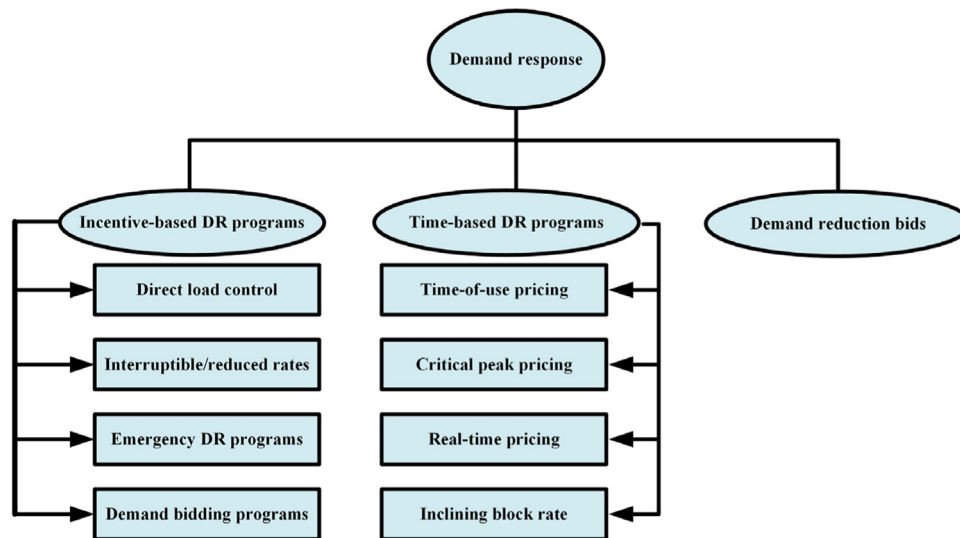 Demand response
Incentive-based DR programs
Time-based DR programs
Demand reduction bids
Direct load control
Time-of-use pricing
Interruptible/reduced rates
Critical peak pricing
Emergency DR programs
Real-time pricing
Demand bidding programs
Inclining block rate